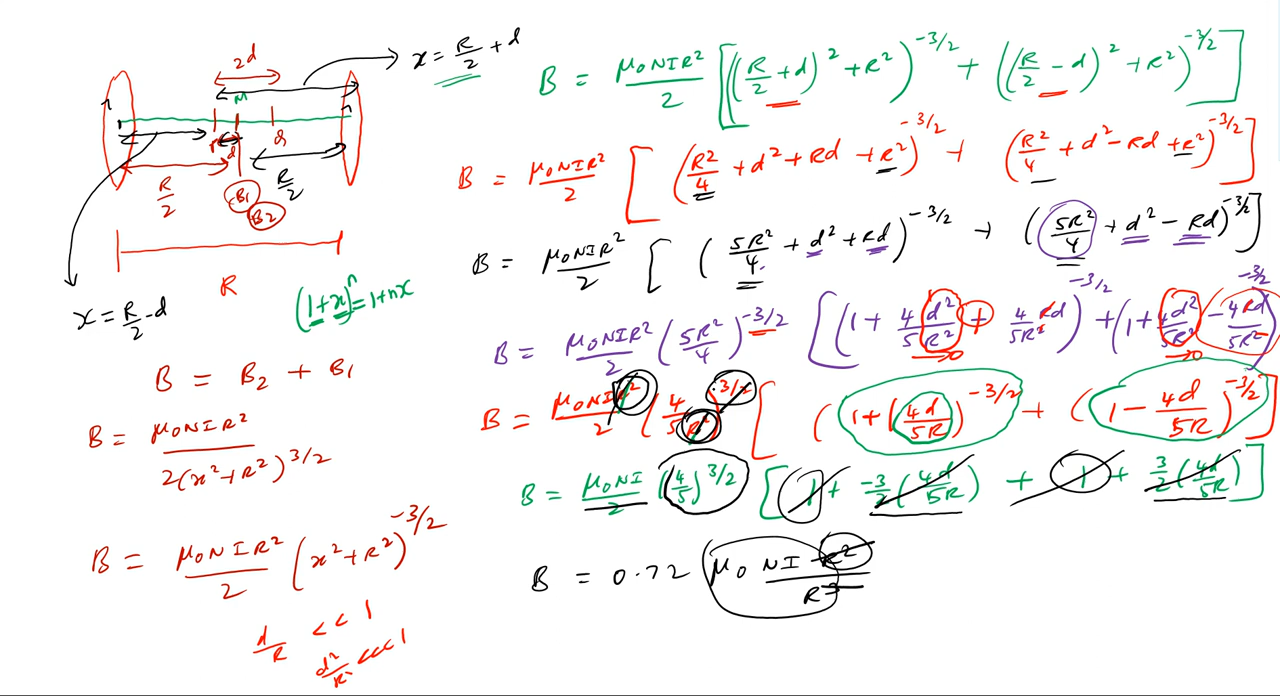 2d
x = R/2 + d
M
r d q
R/2
R/2
B1
B2
R
x = R/2 - d
(1+x)^n = 1+nx
B = B2 + B1
B = μ0NIR² / 2(x²+R²)^3/2
B = μ0NIR²/2 (x²+R²)^-3/2
d/R << 1
d²/R² <<< 1
B = μ0NIR²/2 [((R/2 + d)² + R²)^-3/2 + ((R/2 - d)² + R²)^-3/2]
B = μ0NIR²/2 [(R²/4 + d² + Rd + R²)^-3/2 + (R²/4 + d² - Rd + R²)^-3/2]
B = μ0NIR²/2 [(5R²/4 + d² + Rd)^-3/2 + (5R²/4 + d² - Rd)^-3/2]
B = μ0NIR²/2 (5R²/4)^-3/2 [(1 + 4d²/5R² + 4Rd/5R²)^-3/2 + (1 + 4d²/5R² - 4Rd/5R²)^-3/2]
→0 →0
B = μ0NIR²/2 (4/5R²)^3/2 [(1 + (4d/5R)^-3/2 + (1 - 4d/5R)^-3/2]
B = μ0NI/2 (4/5)^3/2 [1 + -3/2 (4d/5R) + 1 + 3/2 (4d/5R)]
B = 0.72 μ0NI R²/R³